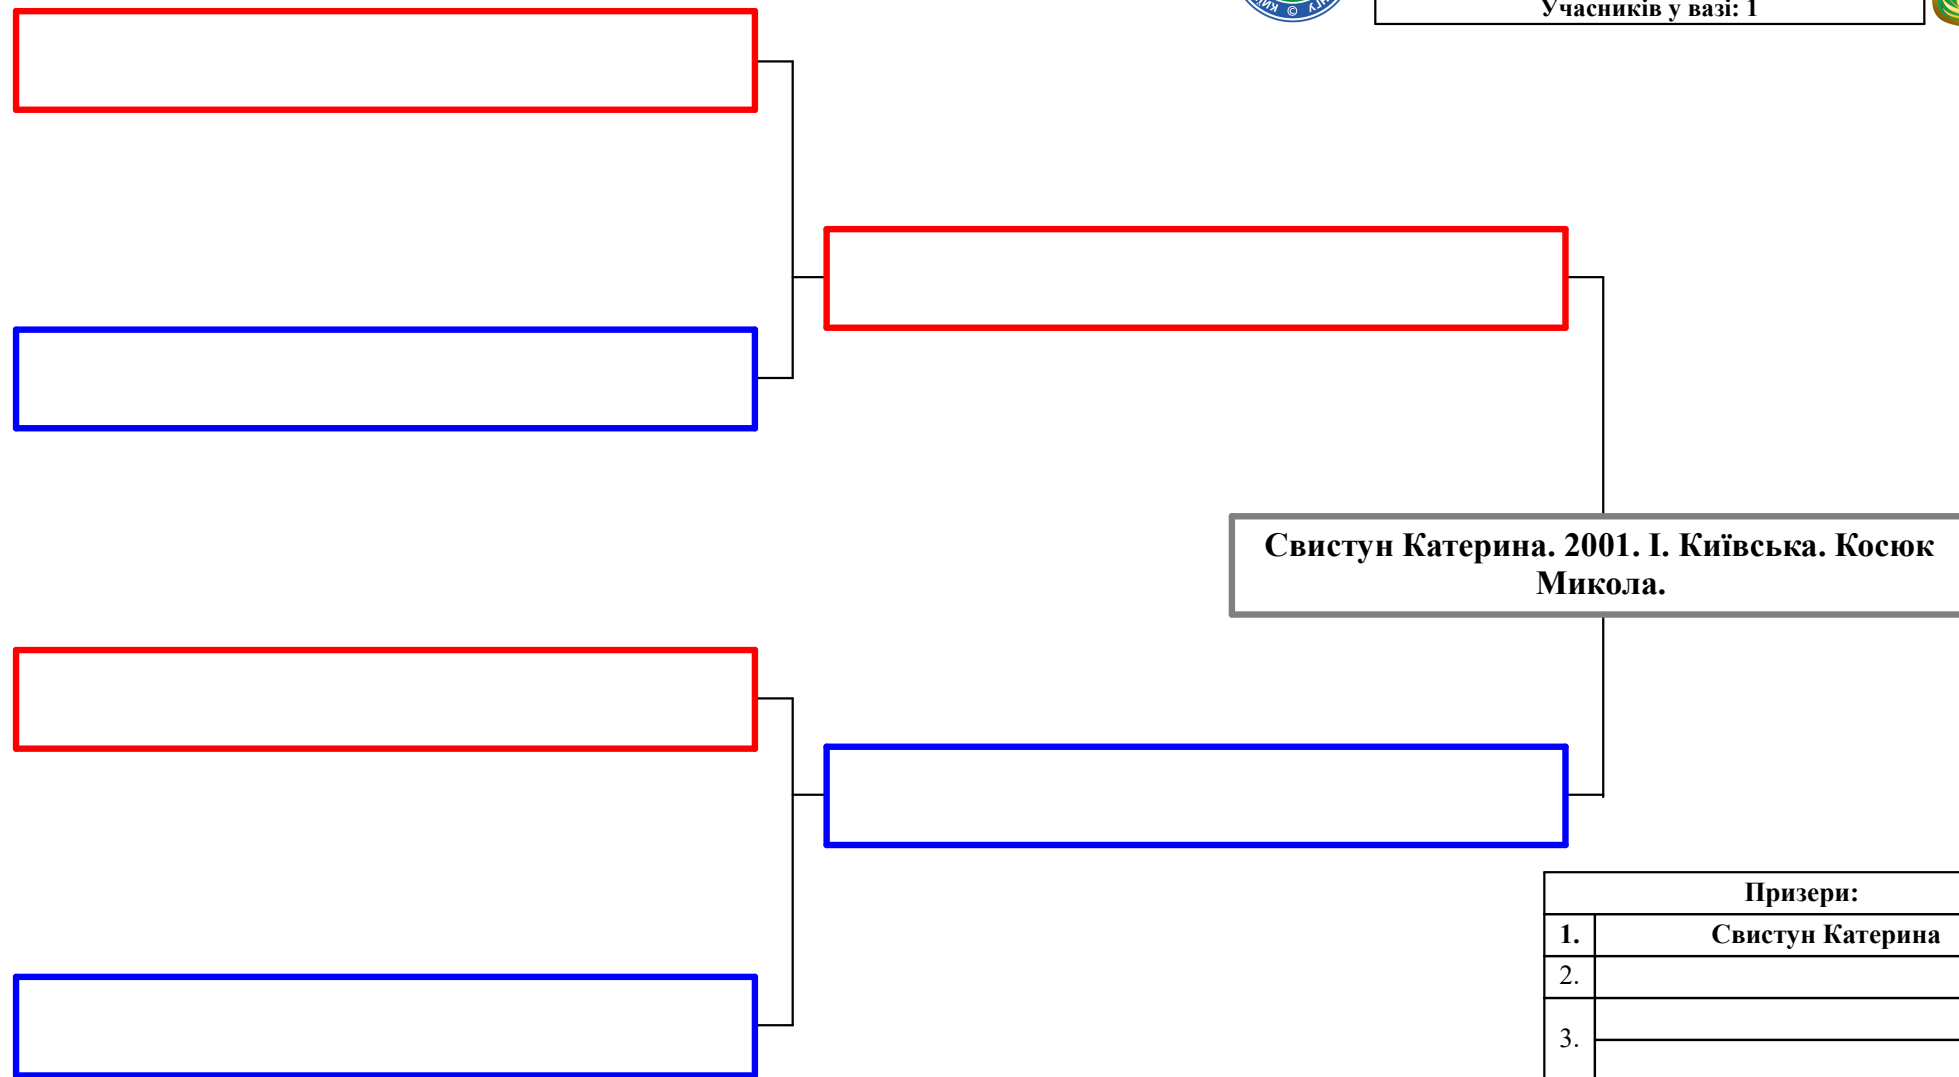 Учасників у вазі: 1
Свистун Катерина. 2001. І. Київська. Косюк
Микола.
Призери:
1. Свистун Катерина
2.
3.